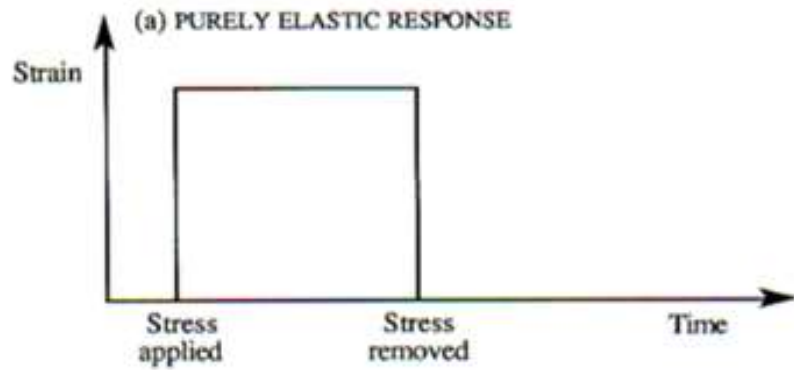 (a) PURELY ELASTIC RESPONSE
Strain
Stress
applied
Stress
removed
Time